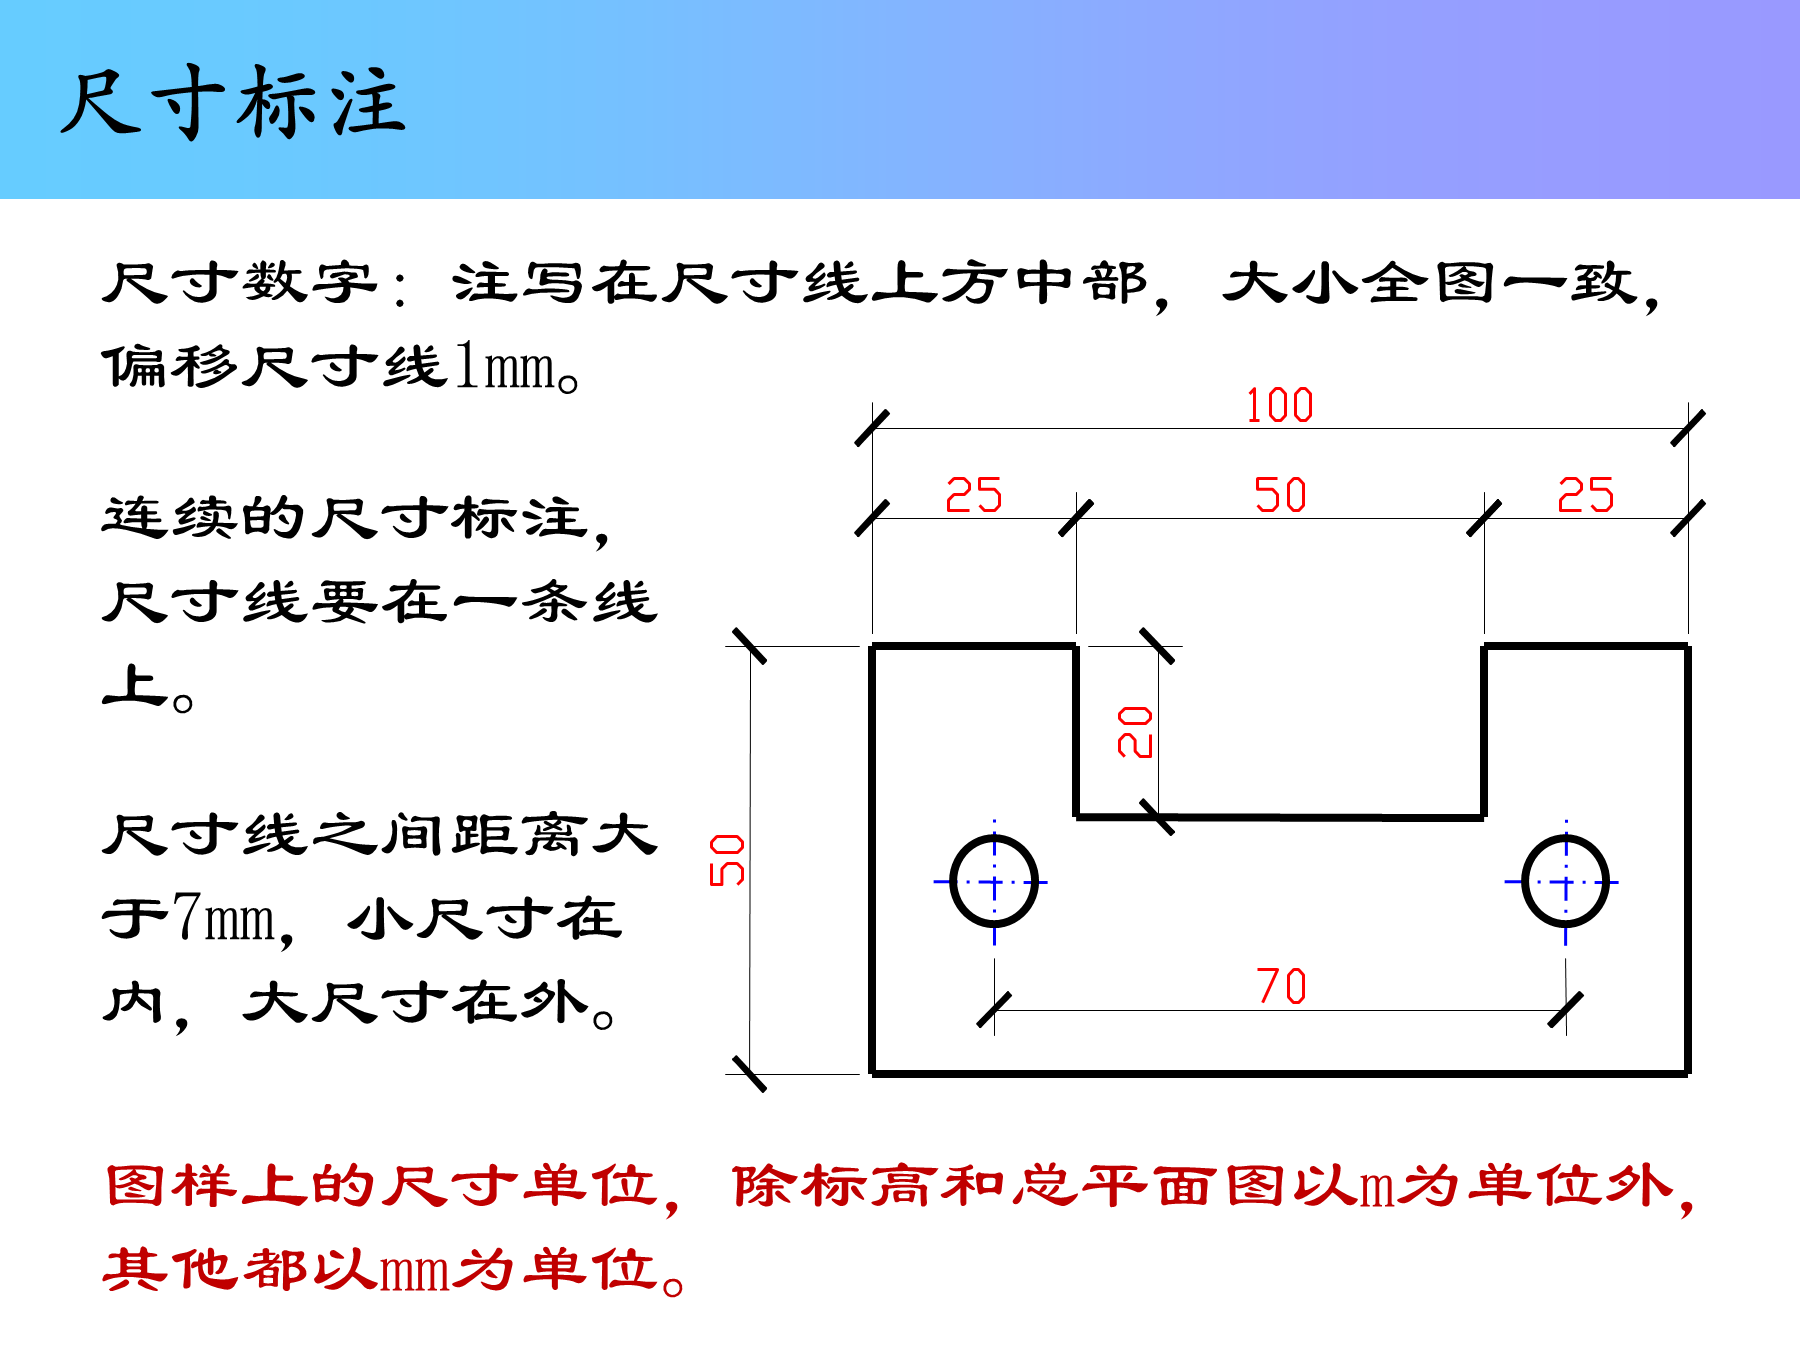 尺寸标注
尺寸数字：注写在尺寸线上方中部，大小全图一致，
偏移尺寸线1mm。
连续的尺寸标注，
尺寸线要在一条线
上。
尺寸线之间距离大
于7mm，小尺寸在
内，大尺寸在外。
100
25 50 25
20
50
70
图样上的尺寸单位，除标高和总平面图以m为单位外，
其他都以mm为单位。